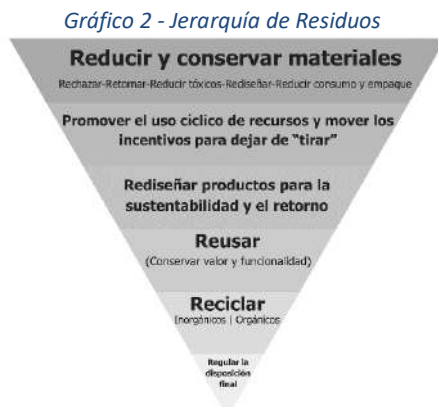 Gráfico 2 - Jerarquía de Residuos
Reducir y conservar materiales
Rechazar-Retornar-Reducir tóxicos-Rediseñar-Reducir consumo y empaque
Promover el uso cíclico de recursos y mover los
incentivos para dejar de "tirar"
Rediseñar productos para la
sustentabilidad y el retorno
Reusar
(Conservar valor y funcionalidad)
Reciclar
Inorgánicos | Orgánicos
Regular la
disposición
final